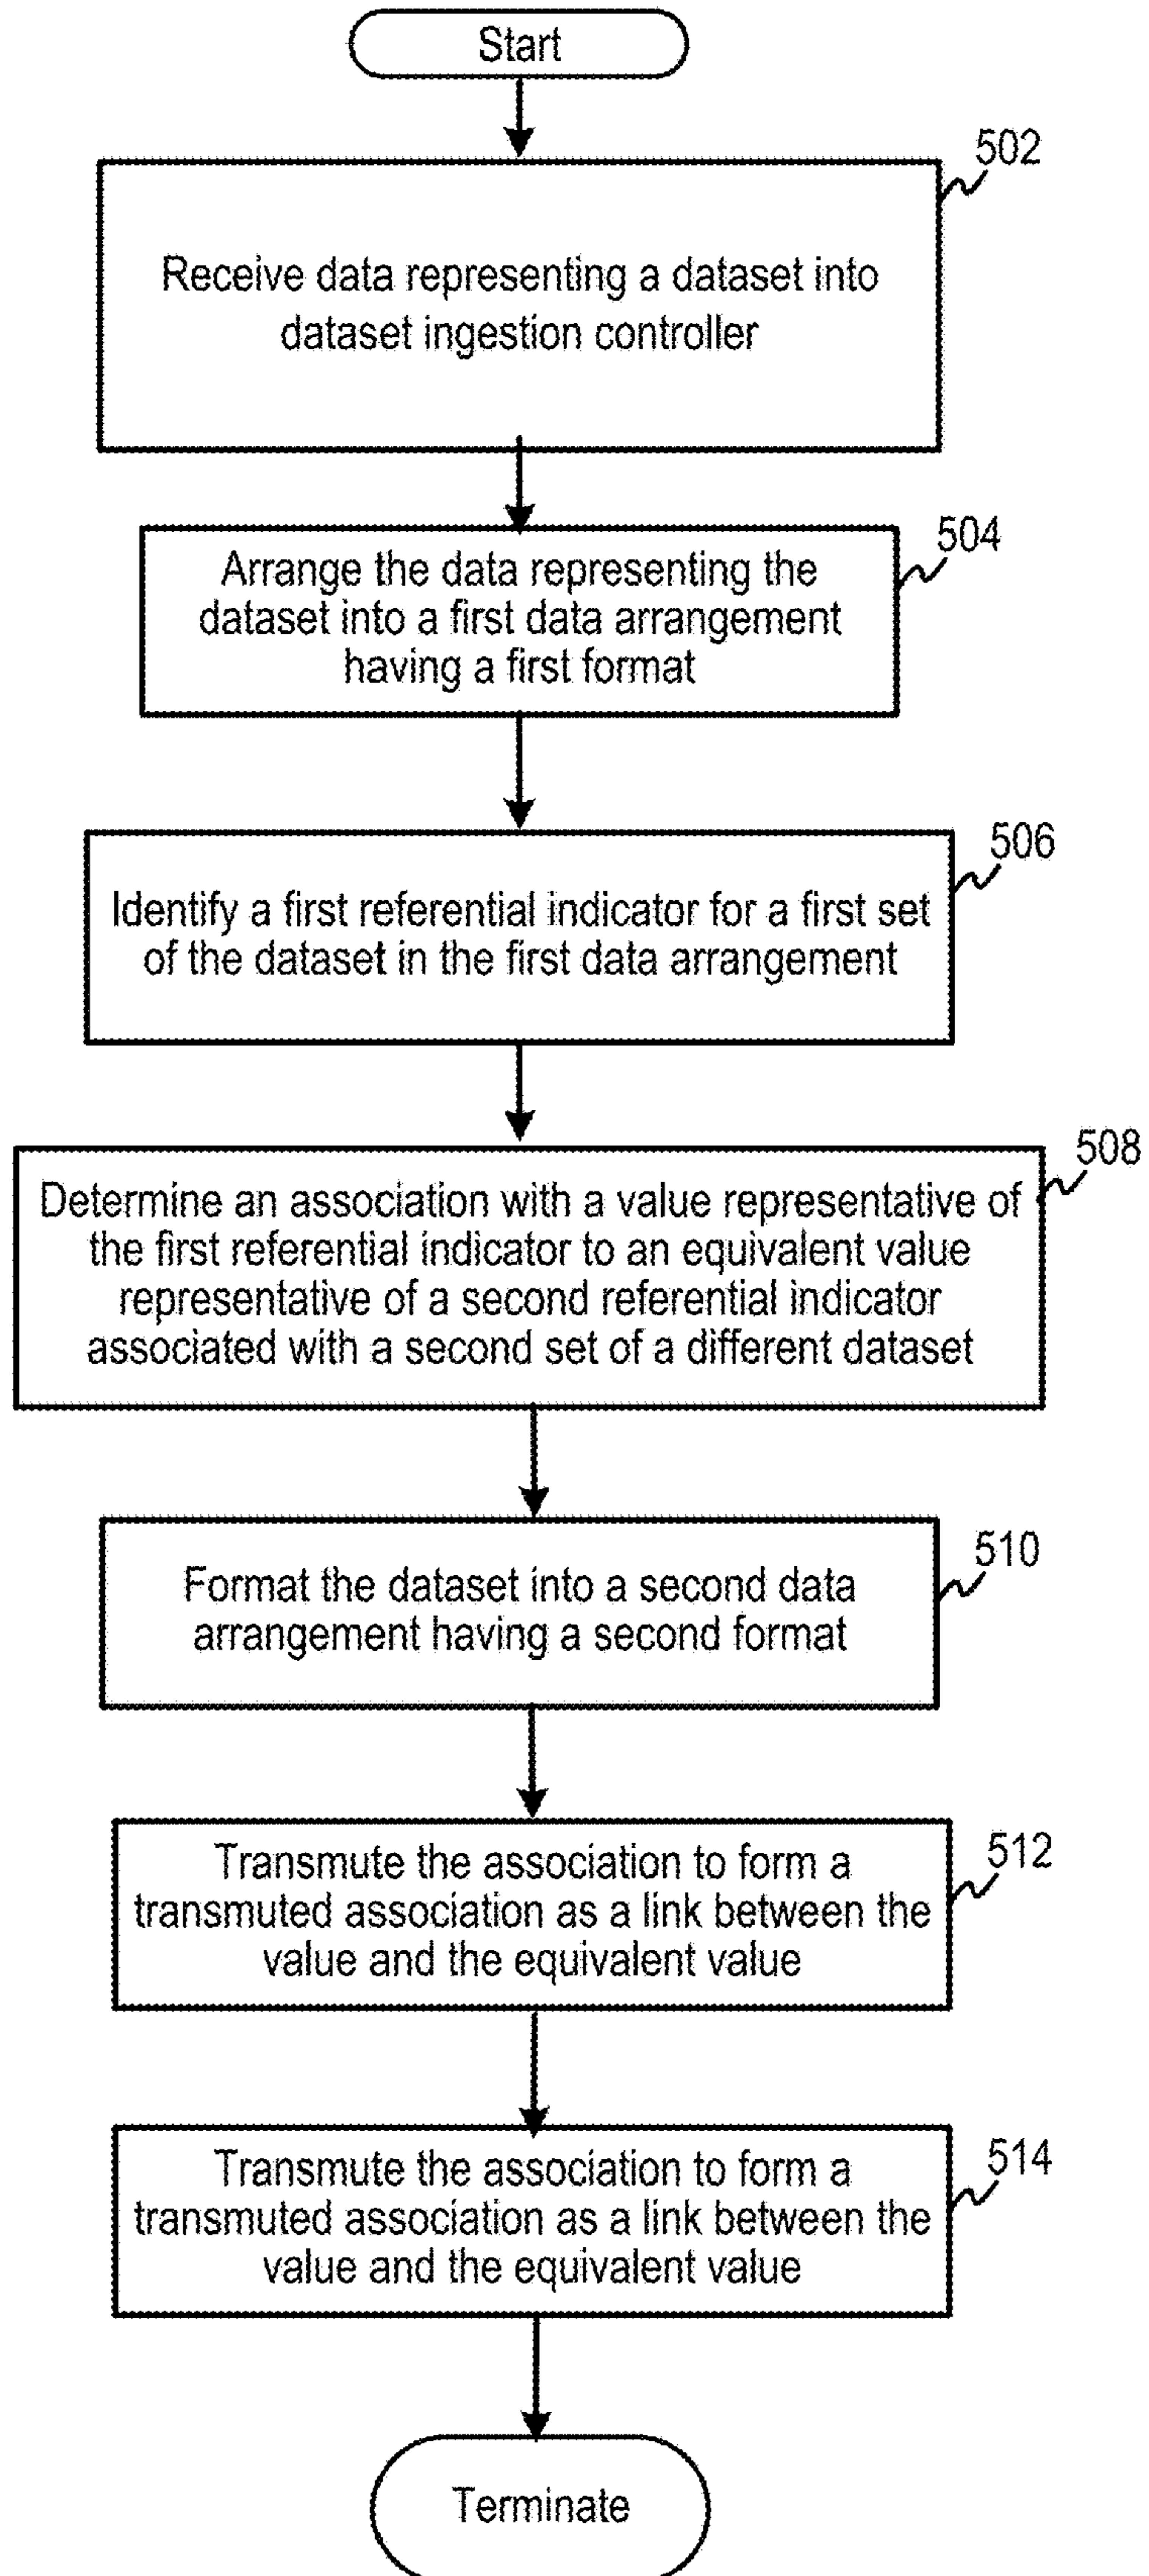 Start
502
Receive data representing a dataset into
dataset ingestion controller
504
Arrange the data representing the
dataset into a first data arrangement
having a first format
506
Identify a first referential indicator for a first set
of the dataset in the first data arrangement
508
Determine an association with a value representative of
the first referential indicator to an equivalent value
representative of a second referential indicator
associated with a second set of a different dataset
510
Format the dataset into a second data
arrangement having a second format
512
Transmute the association to form a
transmuted association as a link between the
value and the equivalent value
514
Transmute the association to form a
transmuted association as a link between the
value and the equivalent value
Terminate